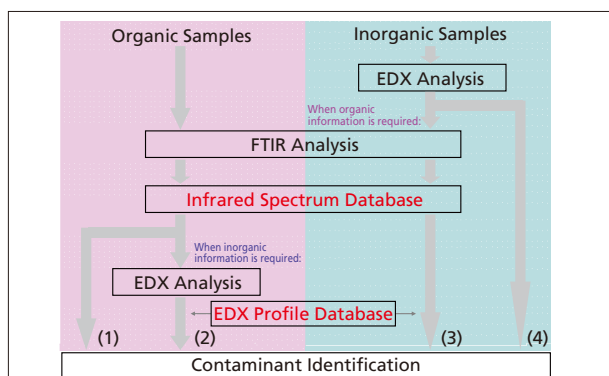 Organic Samples
Inorganic Samples
EDX Analysis
When organic
information is required:
FTIR Analysis
Infrared Spectrum Database
When inorganic
information is required:
EDX Analysis
EDX Profile Database
(1)
(2)
(3)
(4)
Contaminant Identification